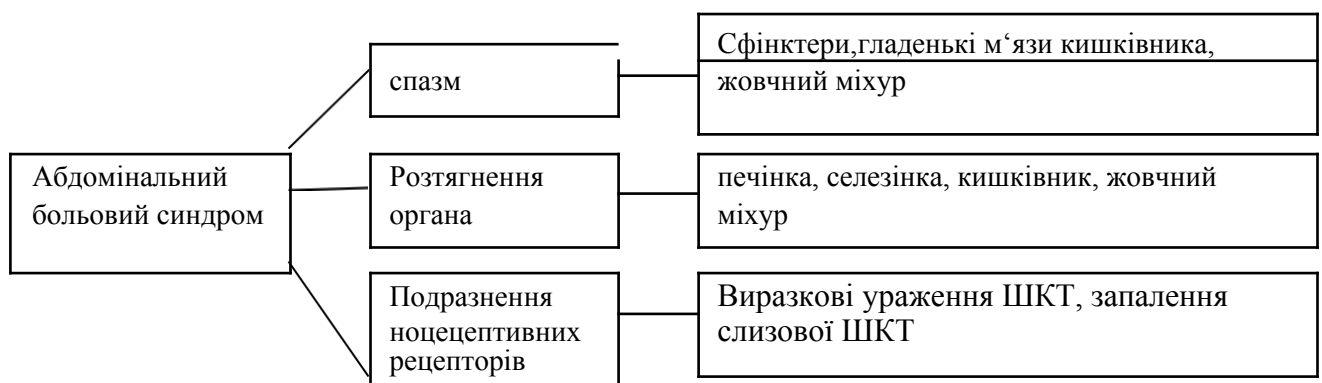 Сфінктери,гладенькі м‘язи кишківника,
спазм
жовчний міхур
Абдомінальний
больовий синдром
Розтягнення
органа
печінка, селезінка, кишківник, жовчний
міхур
Подразнення
ноцецептивних
рецепторів
Виразкові ураження ШКТ, запалення
слизової ШКТ